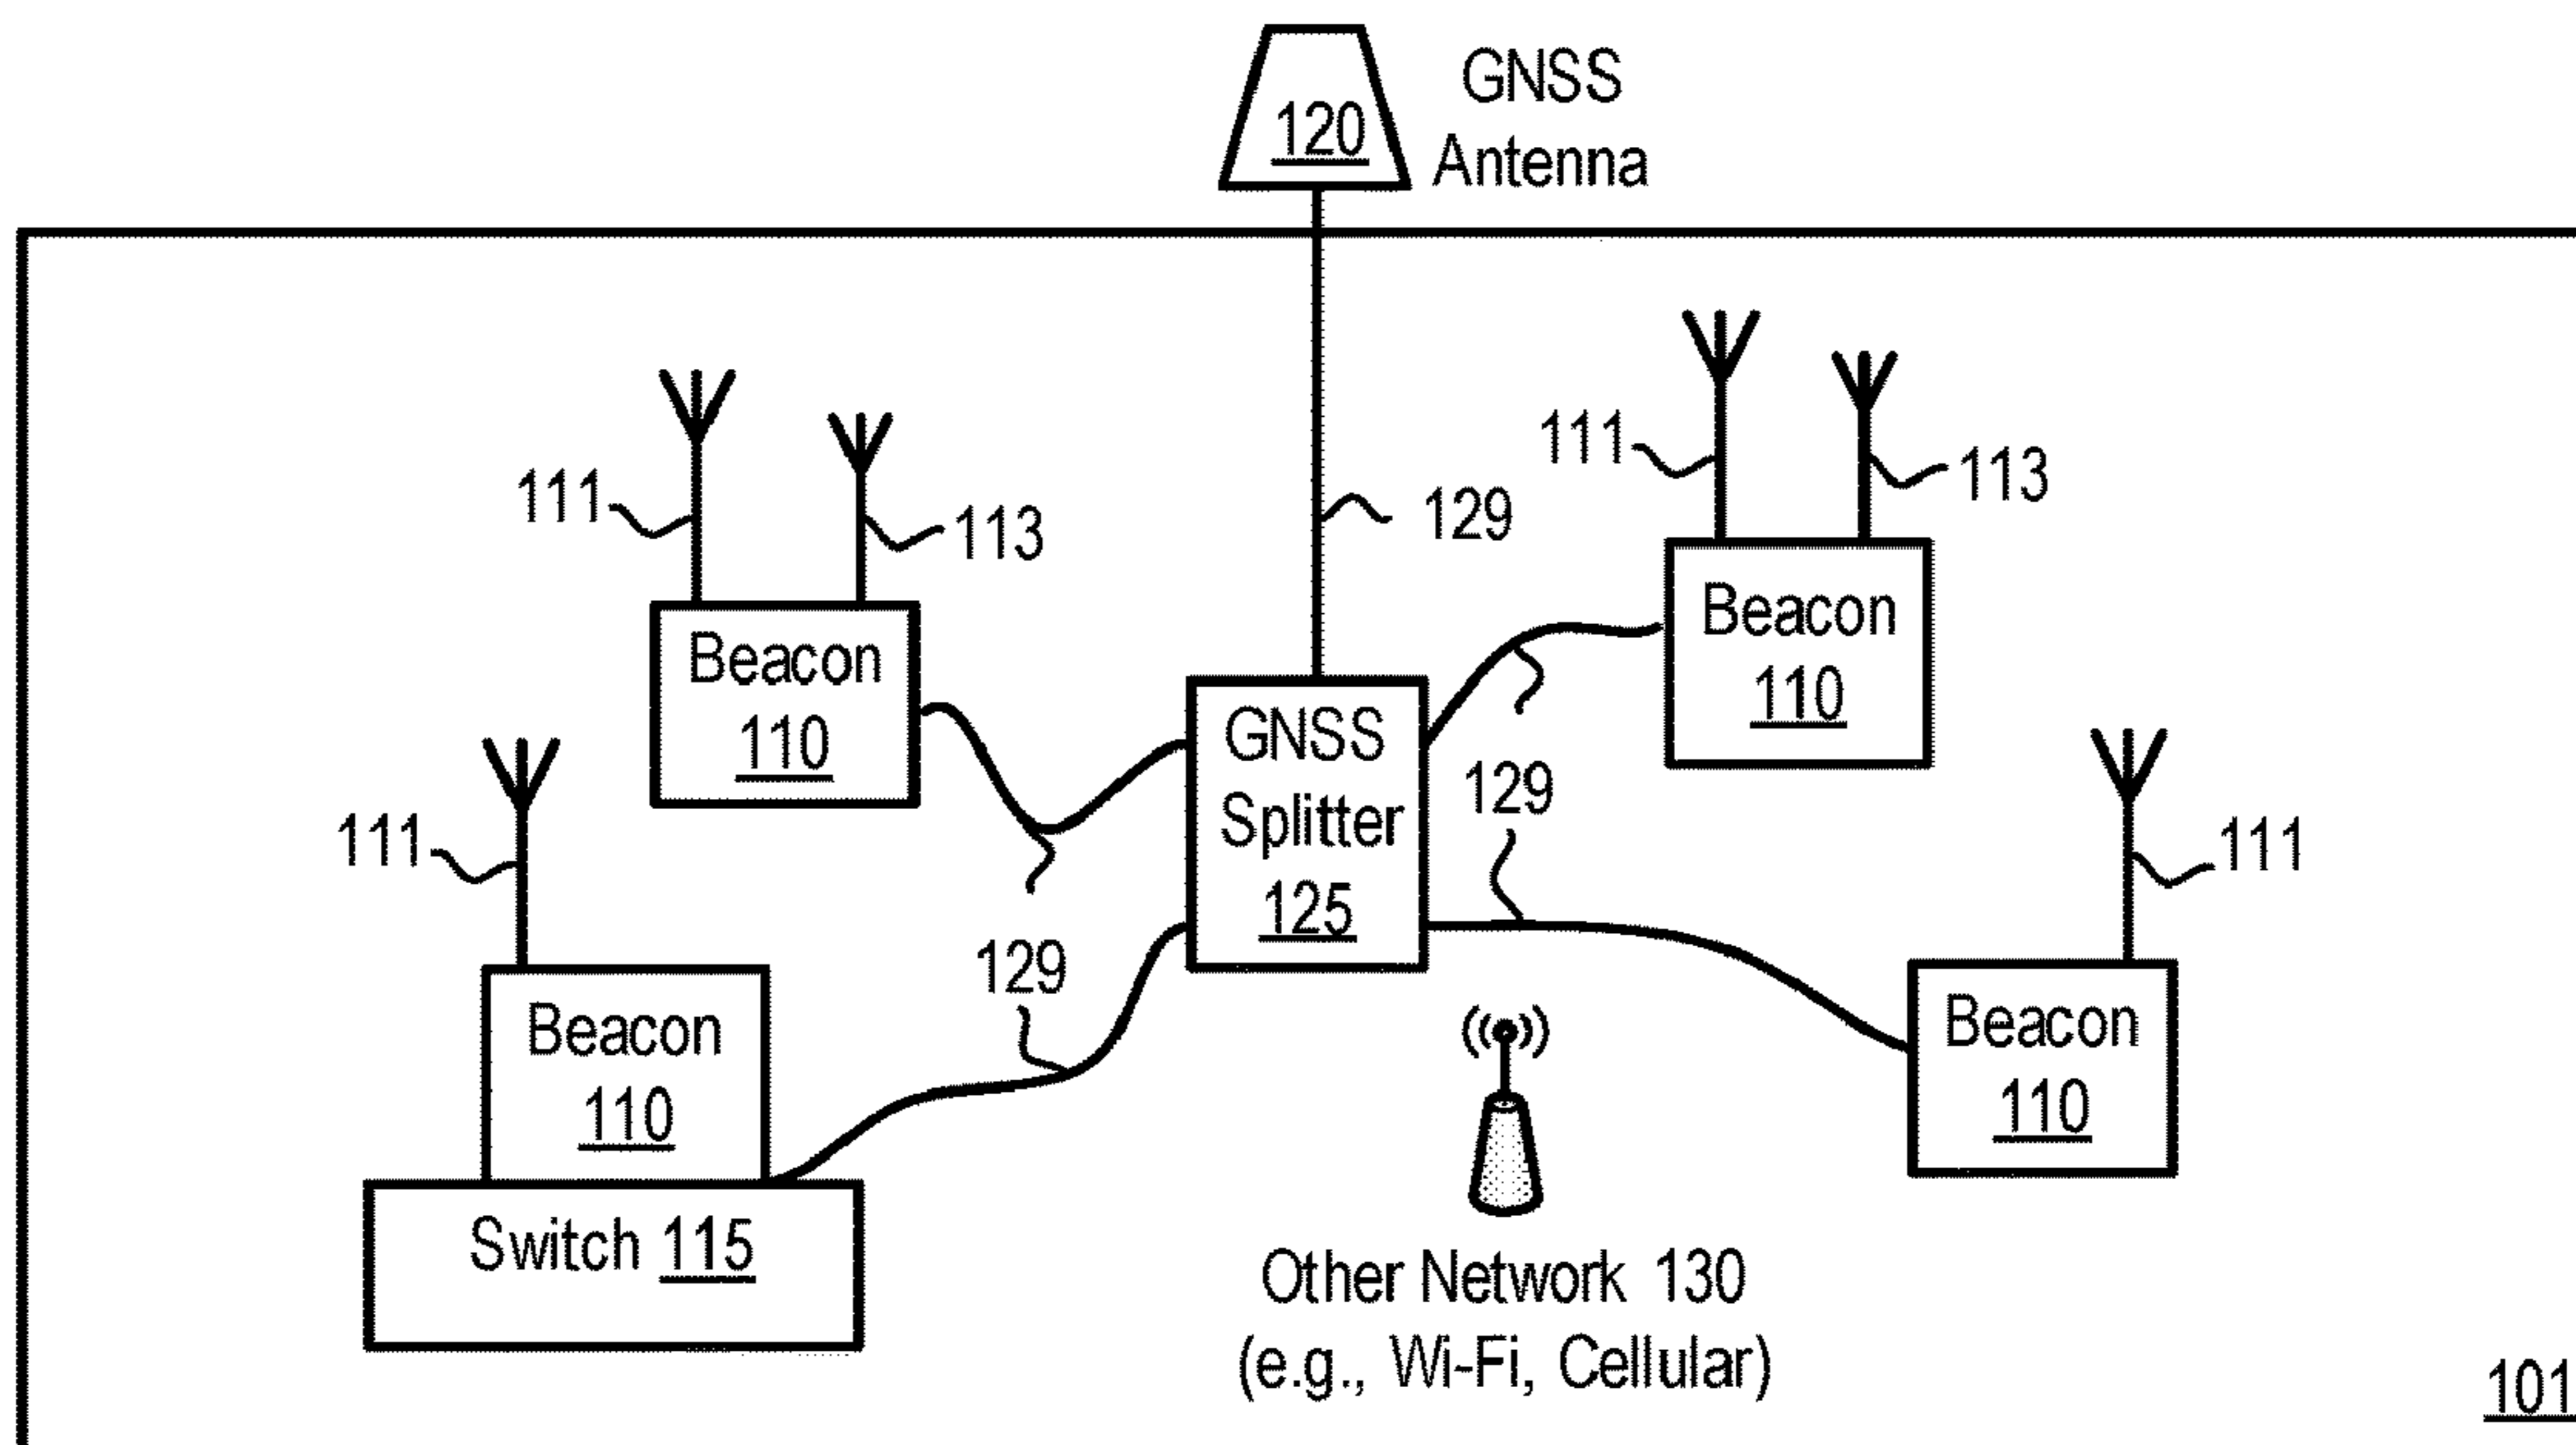 GNSS
Antenna
120
111
113
129
111
113
Beacon
110
Beacon
110
GNSS
Splitter
125
129
111
111
129
Beacon
110
Beacon
110
Switch 115
Other Network 130
(e.g., Wi-Fi, Cellular)
101